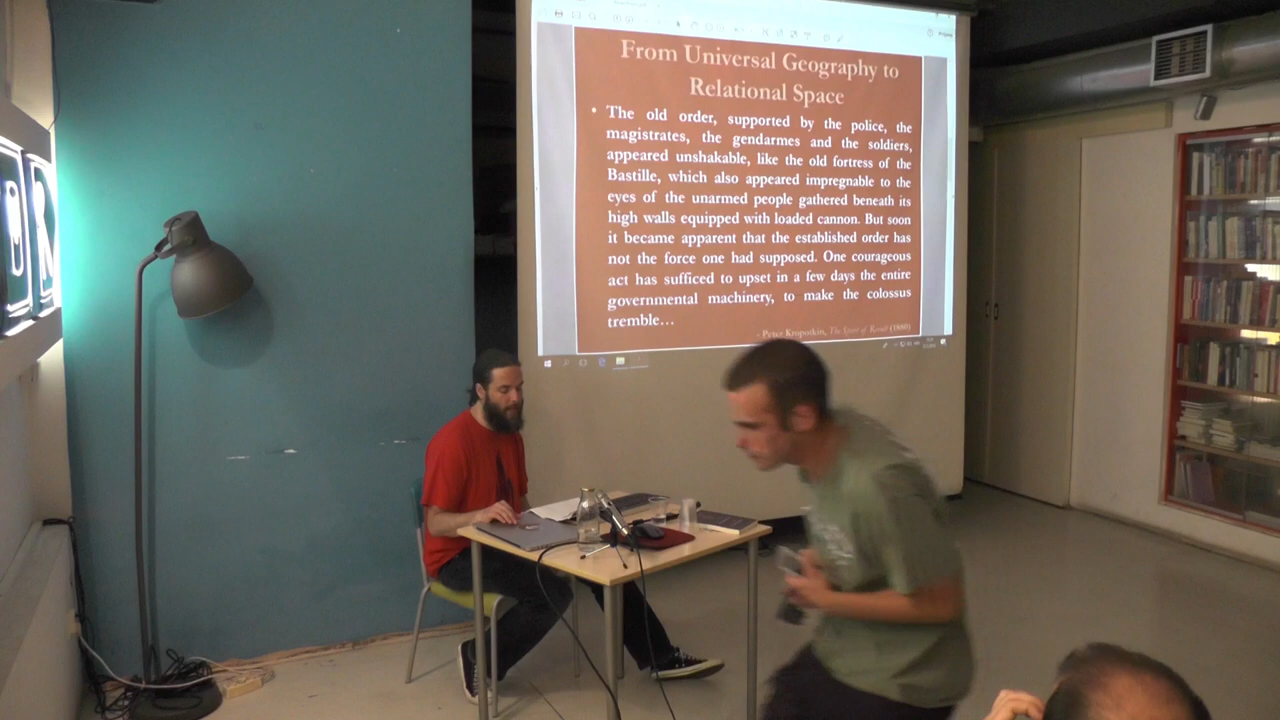 From Universal Geography to
Relational Space
• The old order, supported by the police, the
magistrates, the gendarmes and the soldiers,
appeared unshakable, like the old fortress of the
Bastille, which also appeared impregnable to the
eyes of the unarmed people gathered beneath its
high walls equipped with loaded cannon. But soon
it became apparent that the established order has
not the force one had supposed. One courageous
act has sufficed to upset in a few days the entire
governmental machinery, to make the colossus
tremble…
- Peter Kropotkin, The Spirit of Revolt (1880)